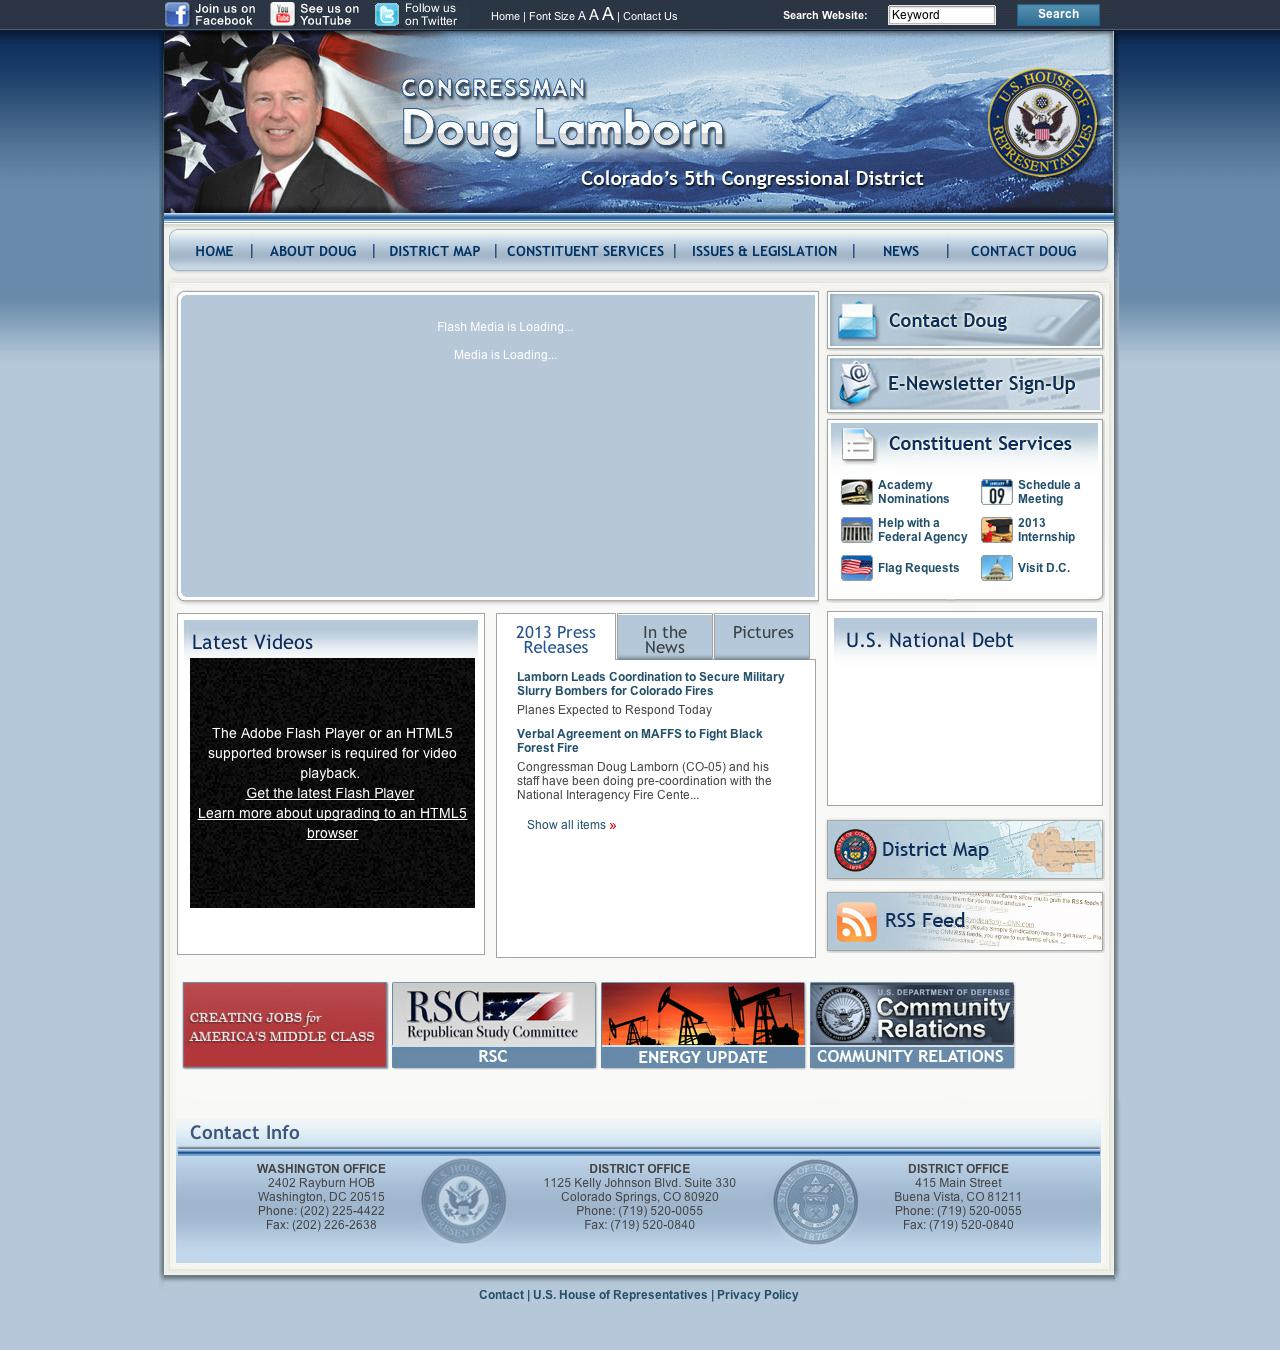 Join us on Facebook
See us on YouTube
Follow us on Twitter
Home | Font Size A A A | Contact Us
Search Website:
Keyword
Search
CONGRESSMAN
Doug Lamborn
Colorado's 5th Congressional District
U.S. HOUSE OF REPRESENTATIVES
HOME | ABOUT DOUG | DISTRICT MAP | CONSTITUENT SERVICES | ISSUES & LEGISLATION | NEWS | CONTACT DOUG
Flash Media is Loading...
Media is Loading...
Contact Doug
E-Newsletter Sign-Up
Constituent Services
Academy Nominations
09
Schedule a Meeting
Help with a Federal Agency
2013 Internship
Flag Requests
Visit D.C.
Latest Videos
The Adobe Flash Player or an HTML5
supported browser is required for video
playback.
Get the latest Flash Player
Learn more about upgrading to an HTML5
browser
2013 Press Releases
In the News
Pictures
Lamborn Leads Coordination to Secure Military
Slurry Bombers for Colorado Fires
Planes Expected to Respond Today
Verbal Agreement on MAFFS to Fight Black
Forest Fire
Congressman Doug Lamborn (CO-05) and his
staff have been doing pre-coordination with the
National Interagency Fire Cente...
Show all items »
U.S. National Debt
District Map
RSS Feed
CREATING JOBS for
AMERICA'S MIDDLE CLASS
RSC
Republican Study Committee
RSC
ENERGY UPDATE
U.S. DEPARTMENT OF DEFENSE
Community
Relations
COMMUNITY RELATIONS
Contact Info
WASHINGTON OFFICE
2402 Rayburn HOB
Washington, DC 20515
Phone: (202) 225-4422
Fax: (202) 226-2638
U.S. HOUSE OF REPRESENTATIVES
DISTRICT OFFICE
1125 Kelly Johnson Blvd. Suite 330
Colorado Springs, CO 80920
Phone: (719) 520-0055
Fax: (719) 520-0840
STATE OF COLORADO
1876
DISTRICT OFFICE
415 Main Street
Buena Vista, CO 81211
Phone: (719) 520-0055
Fax: (719) 520-0840
Contact | U.S. House of Representatives | Privacy Policy